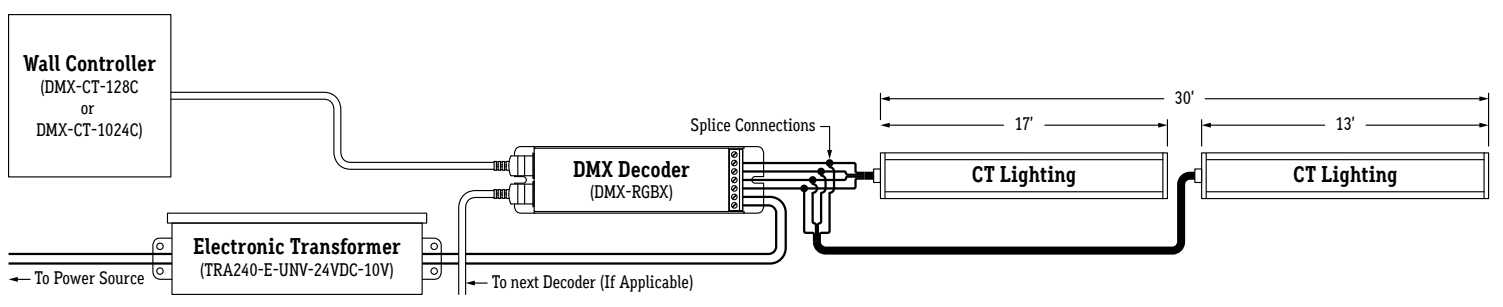 Wall Controller
(DMX-CT-128C
or
DMX-CT-1024C)
Splice Connections
30'
17'
13'
DMX Decoder
(DMX-RGBX)
CT Lighting
CT Lighting
Electronic Transformer
(TRA240-E-UNV-24VDC-10V)
To Power Source
To next Decoder (If Applicable)